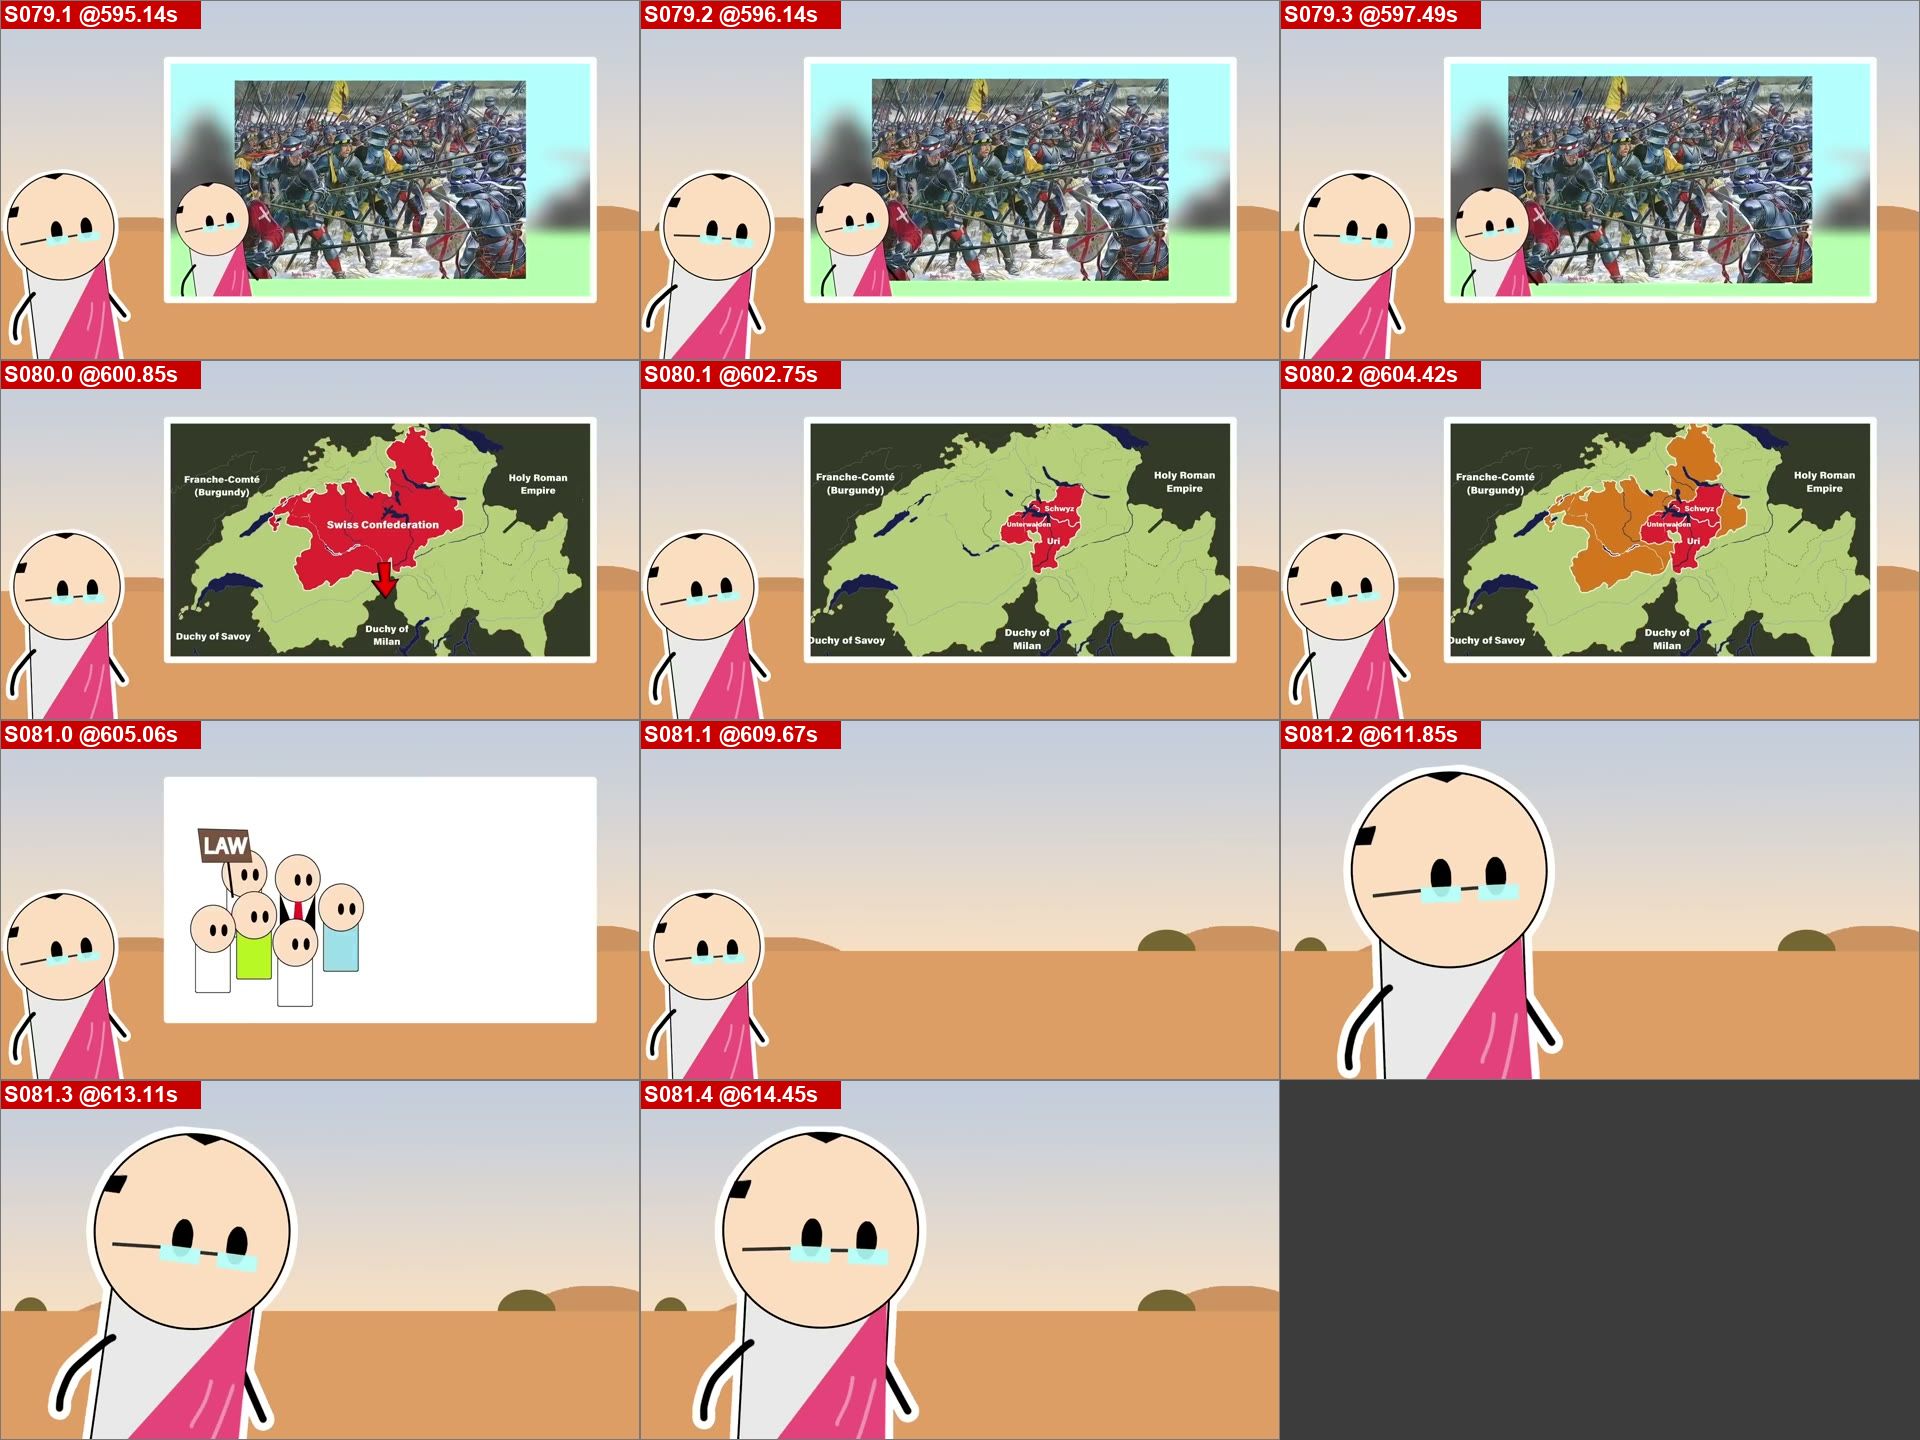 S079.1 @595.14s
S079.2 @596.14s
S079.3 @597.49s
S080.0 @600.85s
Franche-Comté
(Burgundy)
Holy Roman
Empire
Swiss Confederation
Duchy of Savoy
Duchy of
Milan
S080.1 @602.75s
Franche-Comté
(Burgundy)
Holy Roman
Empire
Schwyz
Unterwalden
Uri
Duchy of Savoy
Duchy of
Milan
S080.2 @604.42s
Franche-Comté
(Burgundy)
Holy Roman
Empire
Schwyz
Unterwalden
Uri
Duchy of Savoy
Duchy of
Milan
S081.0 @605.06s
LAW
S081.1 @609.67s
S081.2 @611.85s
S081.3 @613.11s
S081.4 @614.45s